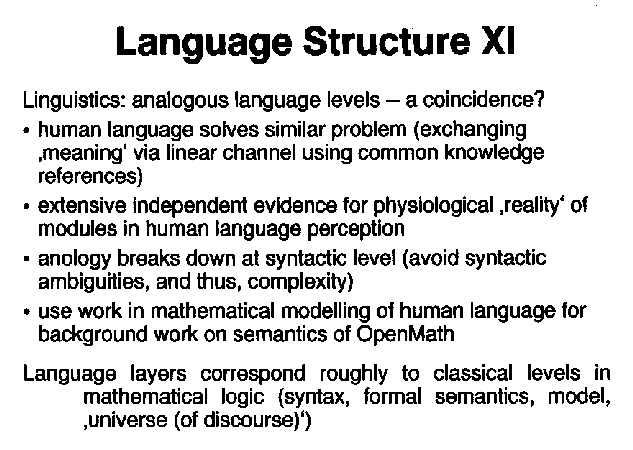 Language Structure XI
Linguistics: analogous language levels – a coincidence?
• human language solves similar problem (exchanging
‚meaning‘ via linear channel using common knowledge
references)
• extensive independent evidence for physiological ‚reality‘ of
modules in human language perception
• anology breaks down at syntactic level (avoid syntactic
ambiguities, and thus, complexity)
• use work in mathematical modelling of human language for
background work on semantics of OpenMath
Language layers correspond roughly to classical levels in
mathematical logic (syntax, formal semantics, model,
‚universe (of discourse)‘)